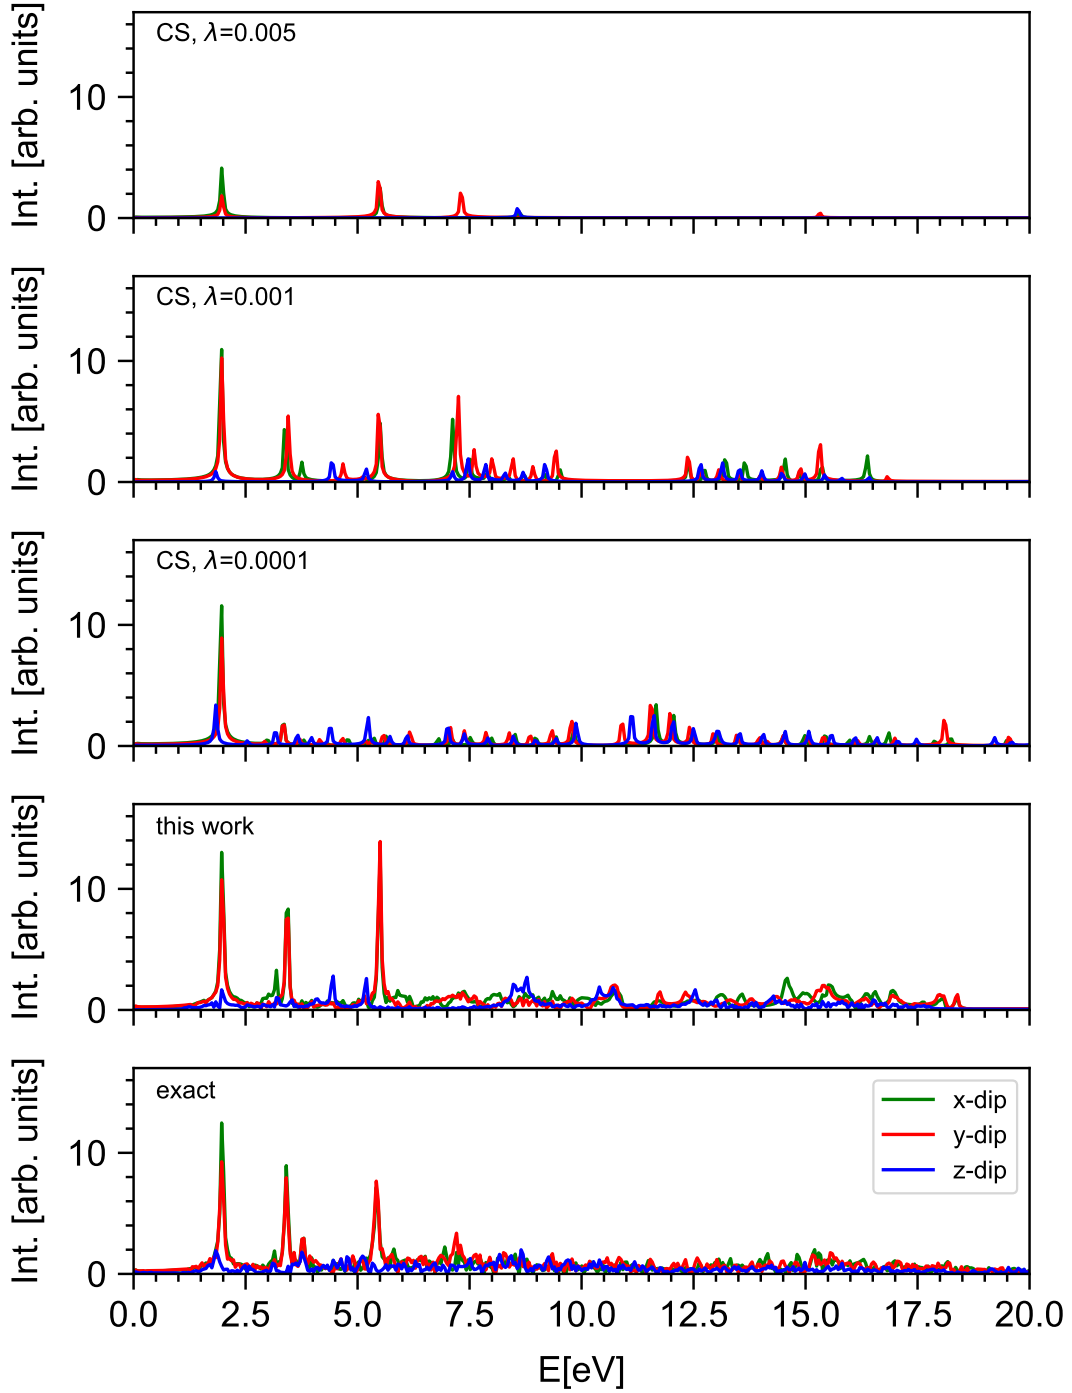 CS, λ=0.005
Int. [arb. units]
10
0
CS, λ=0.001
Int. [arb. units]
10
0
CS, λ=0.0001
Int. [arb. units]
10
0
this work
Int. [arb. units]
10
0
exact
Int. [arb. units]
10
0
x-dip
y-dip
z-dip
0.0 2.5 5.0 7.5 10.0 12.5 15.0 17.5 20.0
E[eV]